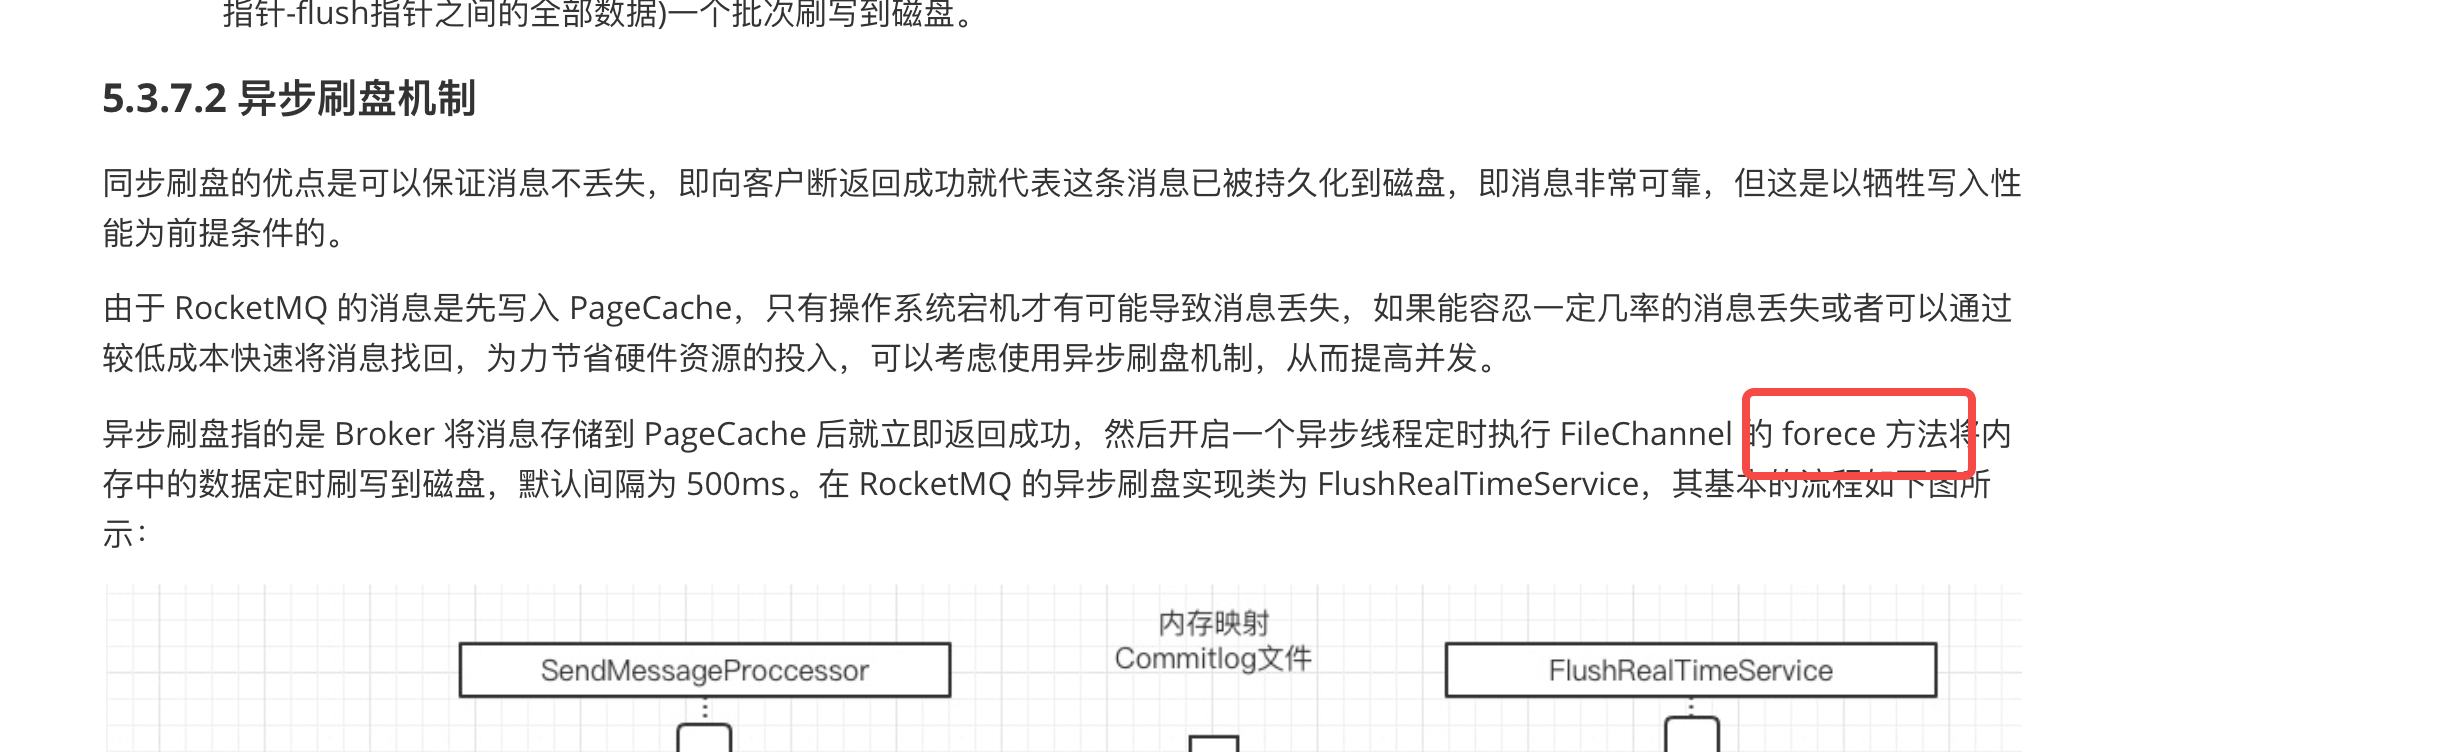 指针-flush指针之间的全部数据)一个批次刷写到磁盘。
5.3.7.2 异步刷盘机制
同步刷盘的优点是可以保证消息不丢失，即向客户断返回成功就代表这条消息已被持久化到磁盘，即消息非常可靠，但这是以牺牲写入性
能为前提条件的。
由于 RocketMQ 的消息是先写入 PageCache，只有操作系统宕机才有可能导致消息丢失，如果能容忍一定几率的消息丢失或者可以通过
较低成本快速将消息找回，为力节省硬件资源的投入，可以考虑使用异步刷盘机制，从而提高并发。
异步刷盘指的是 Broker 将消息存储到 PageCache 后就立即返回成功，然后开启一个异步线程定时执行 FileChannel 的 forece 方法将内
存中的数据定时刷写到磁盘，默认间隔为 500ms。在 RocketMQ 的异步刷盘实现类为 FlushRealTimeService，其基本的流程如下图所
示：
内存映射
Commitlog文件
SendMessageProccessor
FlushRealTimeService